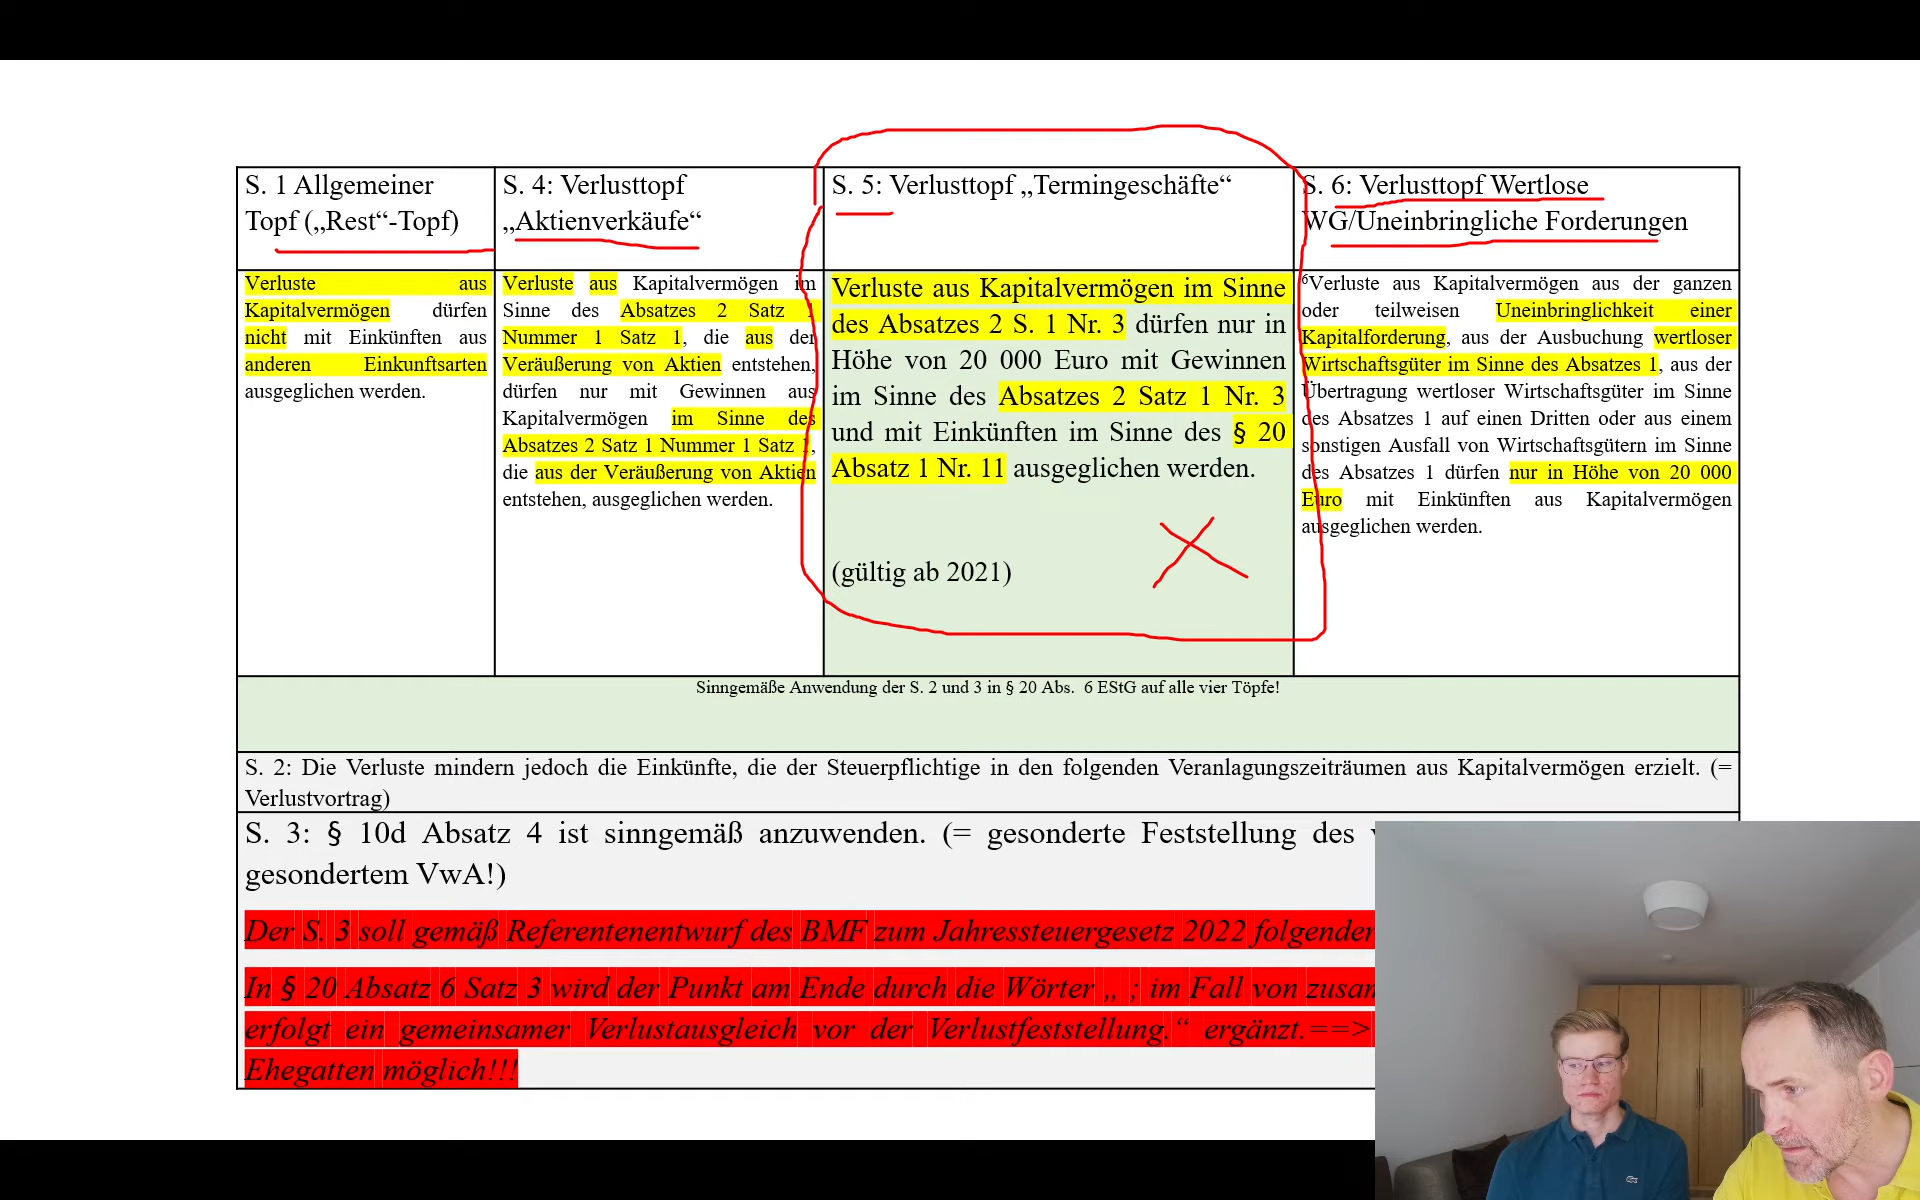 S. 1 Allgemeiner
Topf („Rest“-Topf)
S. 4: Verlusttopf
„Aktienverkäufe“
S. 5: Verlusttopf „Termingeschäfte“
S. 6: Verlusttopf Wertlose
WG/Uneinbringliche Forderungen
Verluste aus
Kapitalvermögen dürfen
nicht mit Einkünften aus
anderen Einkunftsarten
ausgeglichen werden.
Verluste aus Kapitalvermögen im
Sinne des Absatzes 2 Satz 1
Nummer 1 Satz 1, die aus der
Veräußerung von Aktien entstehen,
dürfen nur mit Gewinnen aus
Kapitalvermögen im Sinne des
Absatzes 2 Satz 1 Nummer 1 Satz 1,
die aus der Veräußerung von Aktien
entstehen, ausgeglichen werden.
Verluste aus Kapitalvermögen im Sinne
des Absatzes 2 S. 1 Nr. 3 dürfen nur in
Höhe von 20 000 Euro mit Gewinnen
im Sinne des Absatzes 2 Satz 1 Nr. 3
und mit Einkünften im Sinne des § 20
Absatz 1 Nr. 11 ausgeglichen werden.
(gültig ab 2021)
⁶Verluste aus Kapitalvermögen aus der ganzen
oder teilweisen Uneinbringlichkeit einer
Kapitalforderung, aus der Ausbuchung wertloser
Wirtschaftsgüter im Sinne des Absatzes 1, aus der
Übertragung wertloser Wirtschaftsgüter im Sinne
des Absatzes 1 auf einen Dritten oder aus einem
sonstigen Ausfall von Wirtschaftsgütern im Sinne
des Absatzes 1 dürfen nur in Höhe von 20 000
Euro mit Einkünften aus Kapitalvermögen
ausgeglichen werden.
Sinngemäße Anwendung der S. 2 und 3 in § 20 Abs. 6 EStG auf alle vier Töpfe!
S. 2: Die Verluste mindern jedoch die Einkünfte, die der Steuerpflichtige in den folgenden Veranlagungszeiträumen aus Kapitalvermögen erzielt. (=
Verlustvortrag)
S. 3: § 10d Absatz 4 ist sinngemäß anzuwenden. (= gesonderte Feststellung des
gesondertem VwA!)
Der S. 3 soll gemäß Referentenentwurf des BMF zum Jahressteuergesetz 2022 folgender
In § 20 Absatz 6 Satz 3 wird der Punkt am Ende durch die Wörter „ ; im Fall von
erfolgt ein gemeinsamer Verlustausgleich vor der Verlustfeststellung.“ ergänzt.==>
Ehegatten möglich!!!